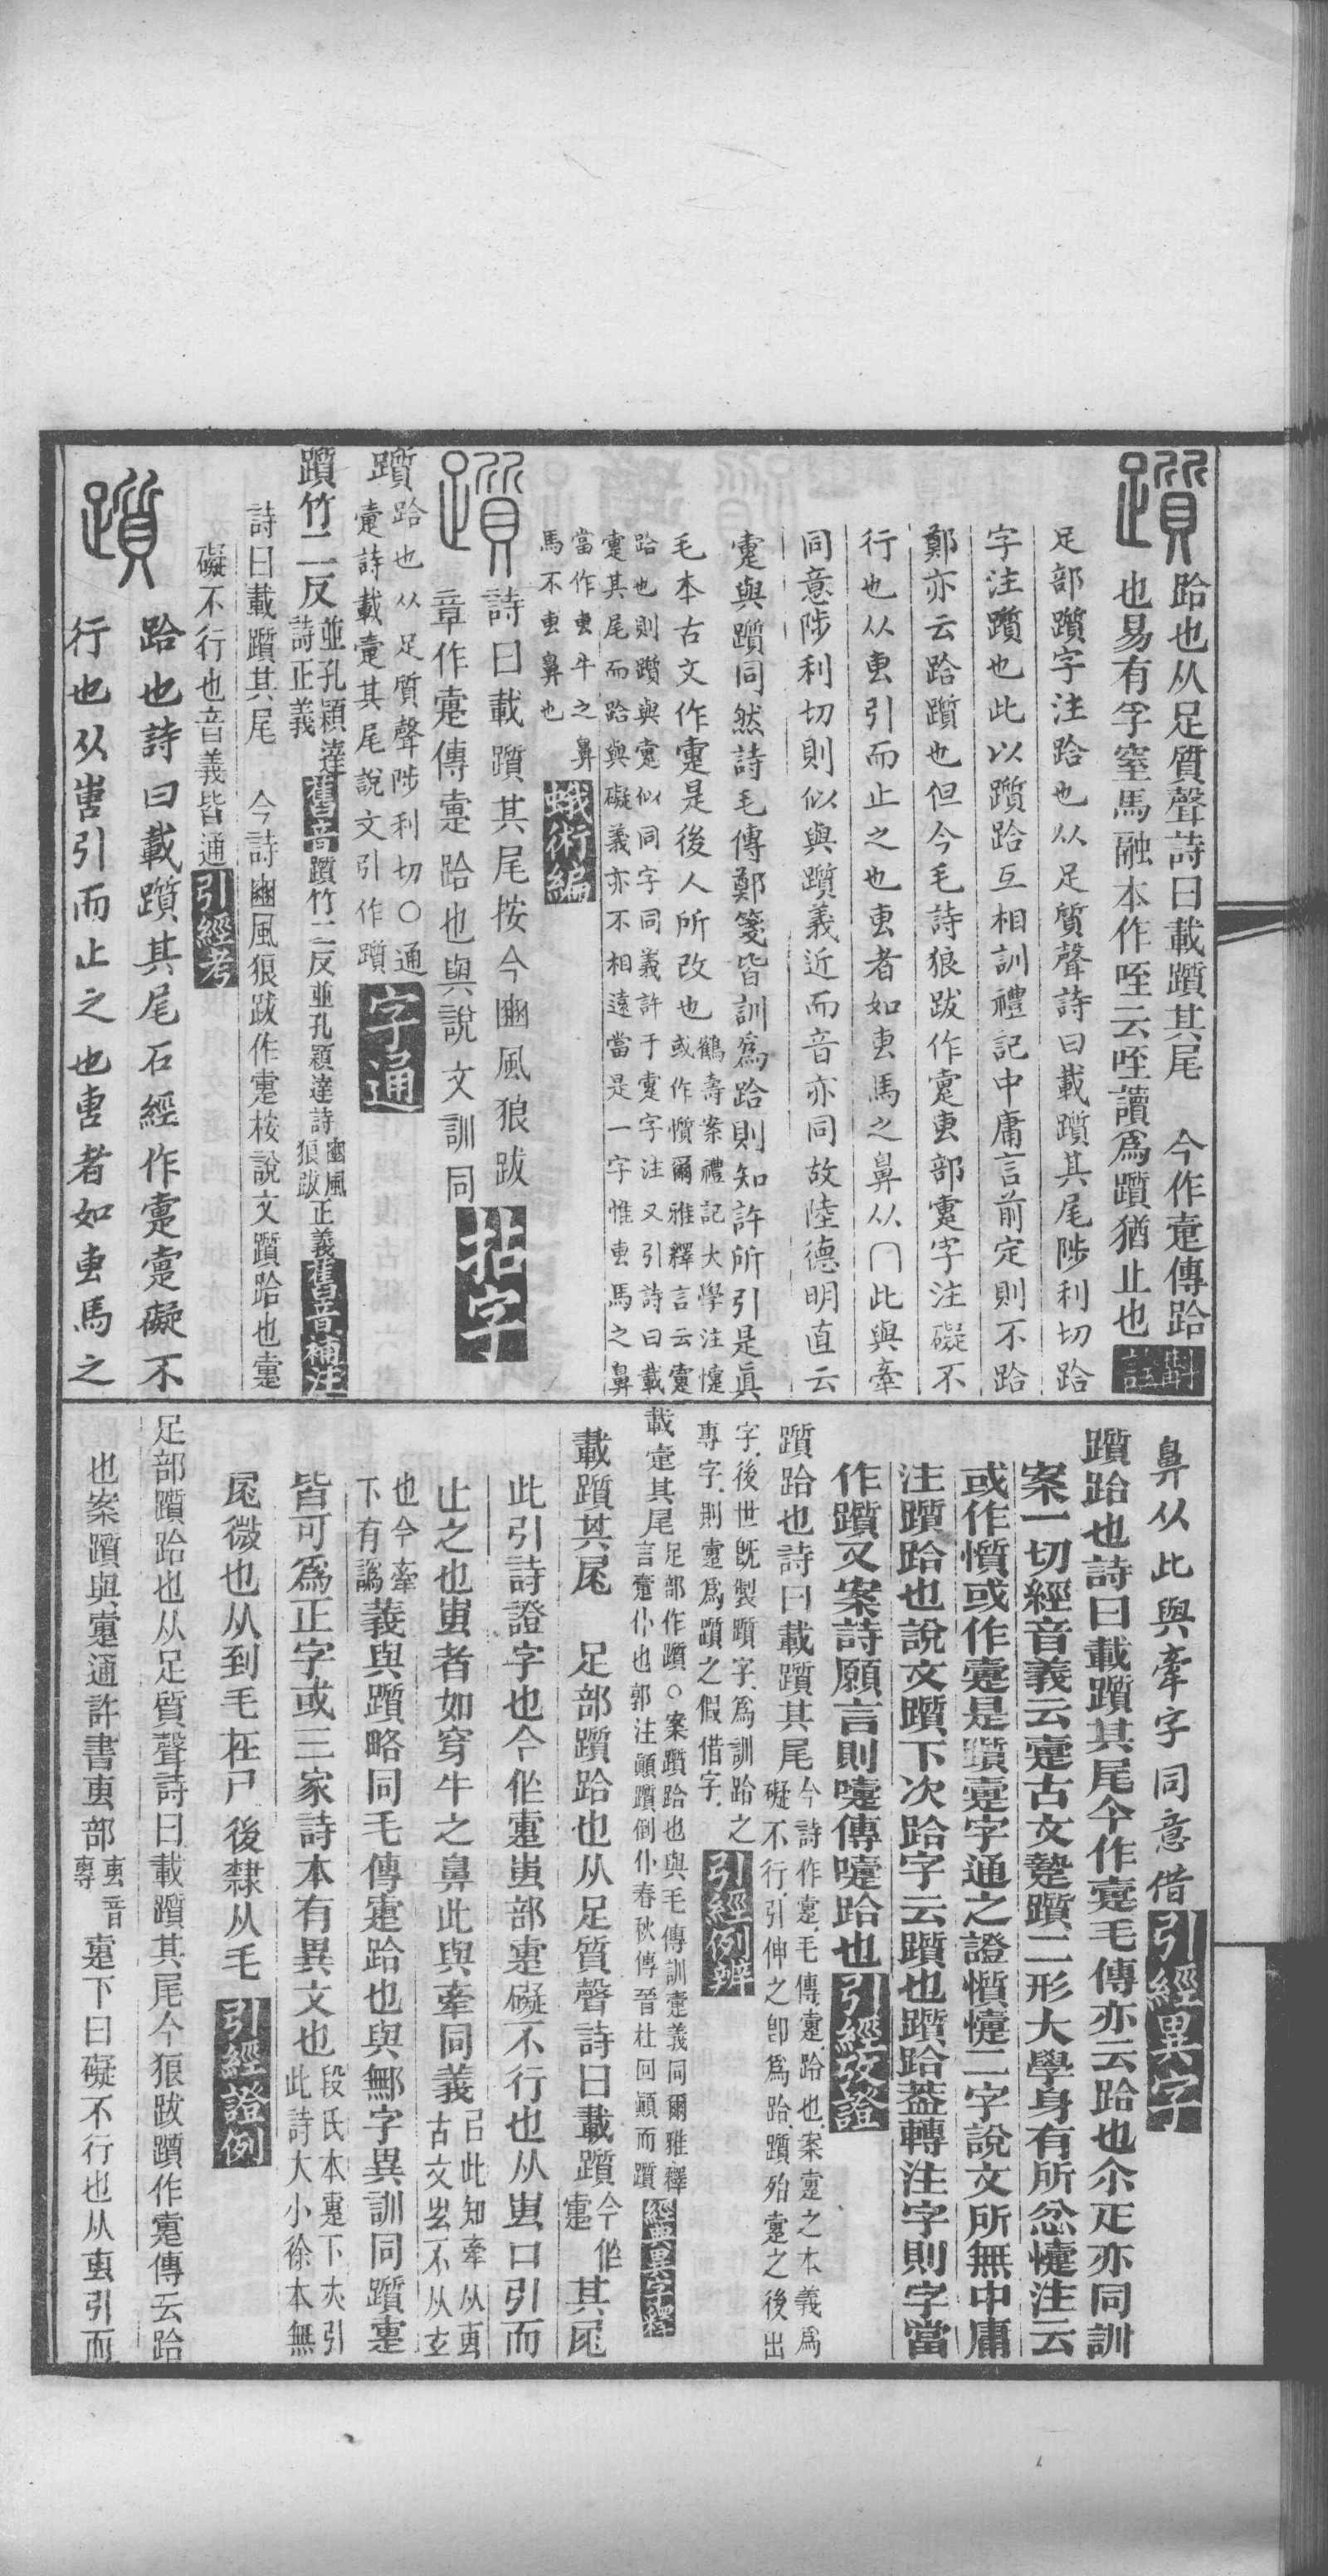 躓
跲也从足質聲詩曰載躓其尾　今作疐傳跲
也易有孚窒馬融本作咥云咥讀爲躓猶止也　斠詮
足部躓字注跲也从足質聲詩曰載躓其尾陟利切跲
字注躓也此以躓跲互相訓禮記中庸言前定則不跲
鄭亦云跲躓也但今毛詩狼跋作疐叀部疐字注礙不
行也从叀引而止之也叀者如叀馬之鼻从冂此與牽
同意陟利切則似與躓義近而音亦同故陸德明直云
疐與躓同然詩毛傳鄭箋皆訓爲跲則知許所引是眞
毛本古文作疐是後人所改也
鶴壽案禮記大學注懥
或作懫爾雅釋言云疐
跲也則躓與疐似同字同義許于疐字注又引詩曰載
疐其尾而跲與礙義亦不相遠當是一字惟叀馬之鼻
當作叀牛之鼻
馬不叀鼻也
蛾術編
躓
詩曰載躓其尾按今豳風狼跋
章作疐傳疐跲也與說文訓同　拈字
躓
跲也从足質聲陟利切○通
疐詩載疐其尾說文引作躓
字通
躓竹二反
並孔穎達
詩正義
舊音
躓竹二反並孔穎達詩
豳風
狼跋
正義
舊音補注
詩曰載躓其尾　今詩豳風狼跋作疐桉說文躓跲也疐
礙不行也音義皆通　引經考
躓
跲也詩曰載躓其尾石經作疐疐礙不
行也从叀引而止之也叀者如叀馬之
鼻从此與牽字同意借　引經異字
躓跲也詩曰載躓其尾今作疐毛傳亦云跲也尒疋亦同訓
案一切經音義云疐古文躓二形大學身有所忿懥注云
或作懫或作疐是躓疐字通之證懫懥二字說文所無中庸
注躓跲也說文躓下次跲字云躓也躓跲蓋轉注字則字當
作躓又案詩願言則嚏傳嚏跲也　引經攷證
躓跲也詩曰載躓其尾
今詩作疐毛傳疐跲也案疐之本義爲
礙不行引伸之卽爲跲躓殆疐之後出
字後世旣製躓字爲訓跲之
專字則疐爲躓之假借字
引經例辨
載疐其尾
足部作躓○案躓跲也與毛傳訓疐義同爾雅釋
言疐仆也郭注顚躓倒仆春秋傳晉杜回顚而躓
經典異字釋
載躓其尾　足部躓跲也从足質聲詩曰載躓
今作
疐
其尾
此引詩證字也今作疐叀部疐礙不行也从叀口引而
止之也叀者如穿牛之鼻此與牽同義
㠯此知牽从叀
古文𠧋不从玄
也今牽
下有譌
義與躓略同毛傳疐跲也與鄦字異訓同躓疐
皆可爲正字或三家詩本有異文也
段氏本疐下亦引
此詩大小徐本無
尾微也从到毛在尸後隸从毛　引經證例
足部躓跲也从足質聲詩曰載躓其尾今狼跋躓作疐傳云跲
也案躓與疐通許書叀部
叀音
專
疐下曰礙不行也从叀引而